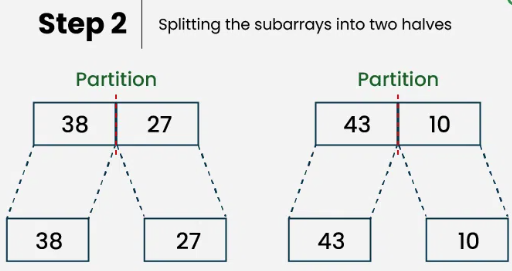 Step 2
Splitting the subarrays into two halves
Partition
Partition
38 27
43 10
38
27
43
10